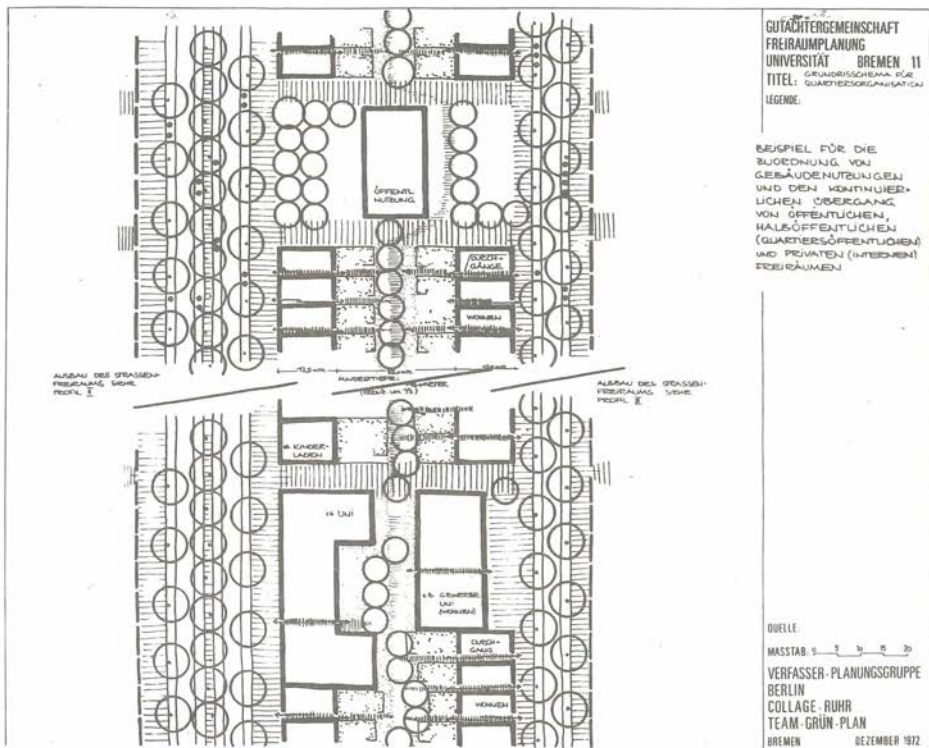 GUTACHTERGEMEINSCHAFT
FREIRAUMPLANUNG
UNIVERSITÄT BREMEN 11
TITEL: GRUNDRISSCHEMA FÜR
QUARTIERSORGANISATION
LEGENDE:
BEISPIEL FÜR DIE
ZUORDNUNG VON
GEBÄUDENUTZUNGEN
UND DEN KONTINUIER-
LICHEN ÜBERGANG
VON ÖFFENTLICHEN,
HALBÖFFENTLICHEN
(QUARTIERSÖFFENTLICHEN)
UND PRIVATEN (INTERNEN)
FREIRÄUMEN
ÖFFENTL.
NUTZUNG
DURCH-
GÄNGE
WOHNEN
AUSBAU DES STRASSEN-
FREIRAUMS SIEHE
PROFIL II
MINDESTTIEFE:
AUSBAU DES STRASSEN-
FREIRAUMS SIEHE
PROFIL II
KINDER-
LADEN
UNI
z.B. GEWERBE
UNI
(WOHNEN)
DURCH-
GANG
WOHNEN
QUELLE:
MASSTAB: 0 5 10 15 20
VERFASSER-PLANUNGSGRUPPE
BERLIN
COLLAGE-RUHR
TEAM-GRÜN-PLAN
BREMEN DEZEMBER 1972